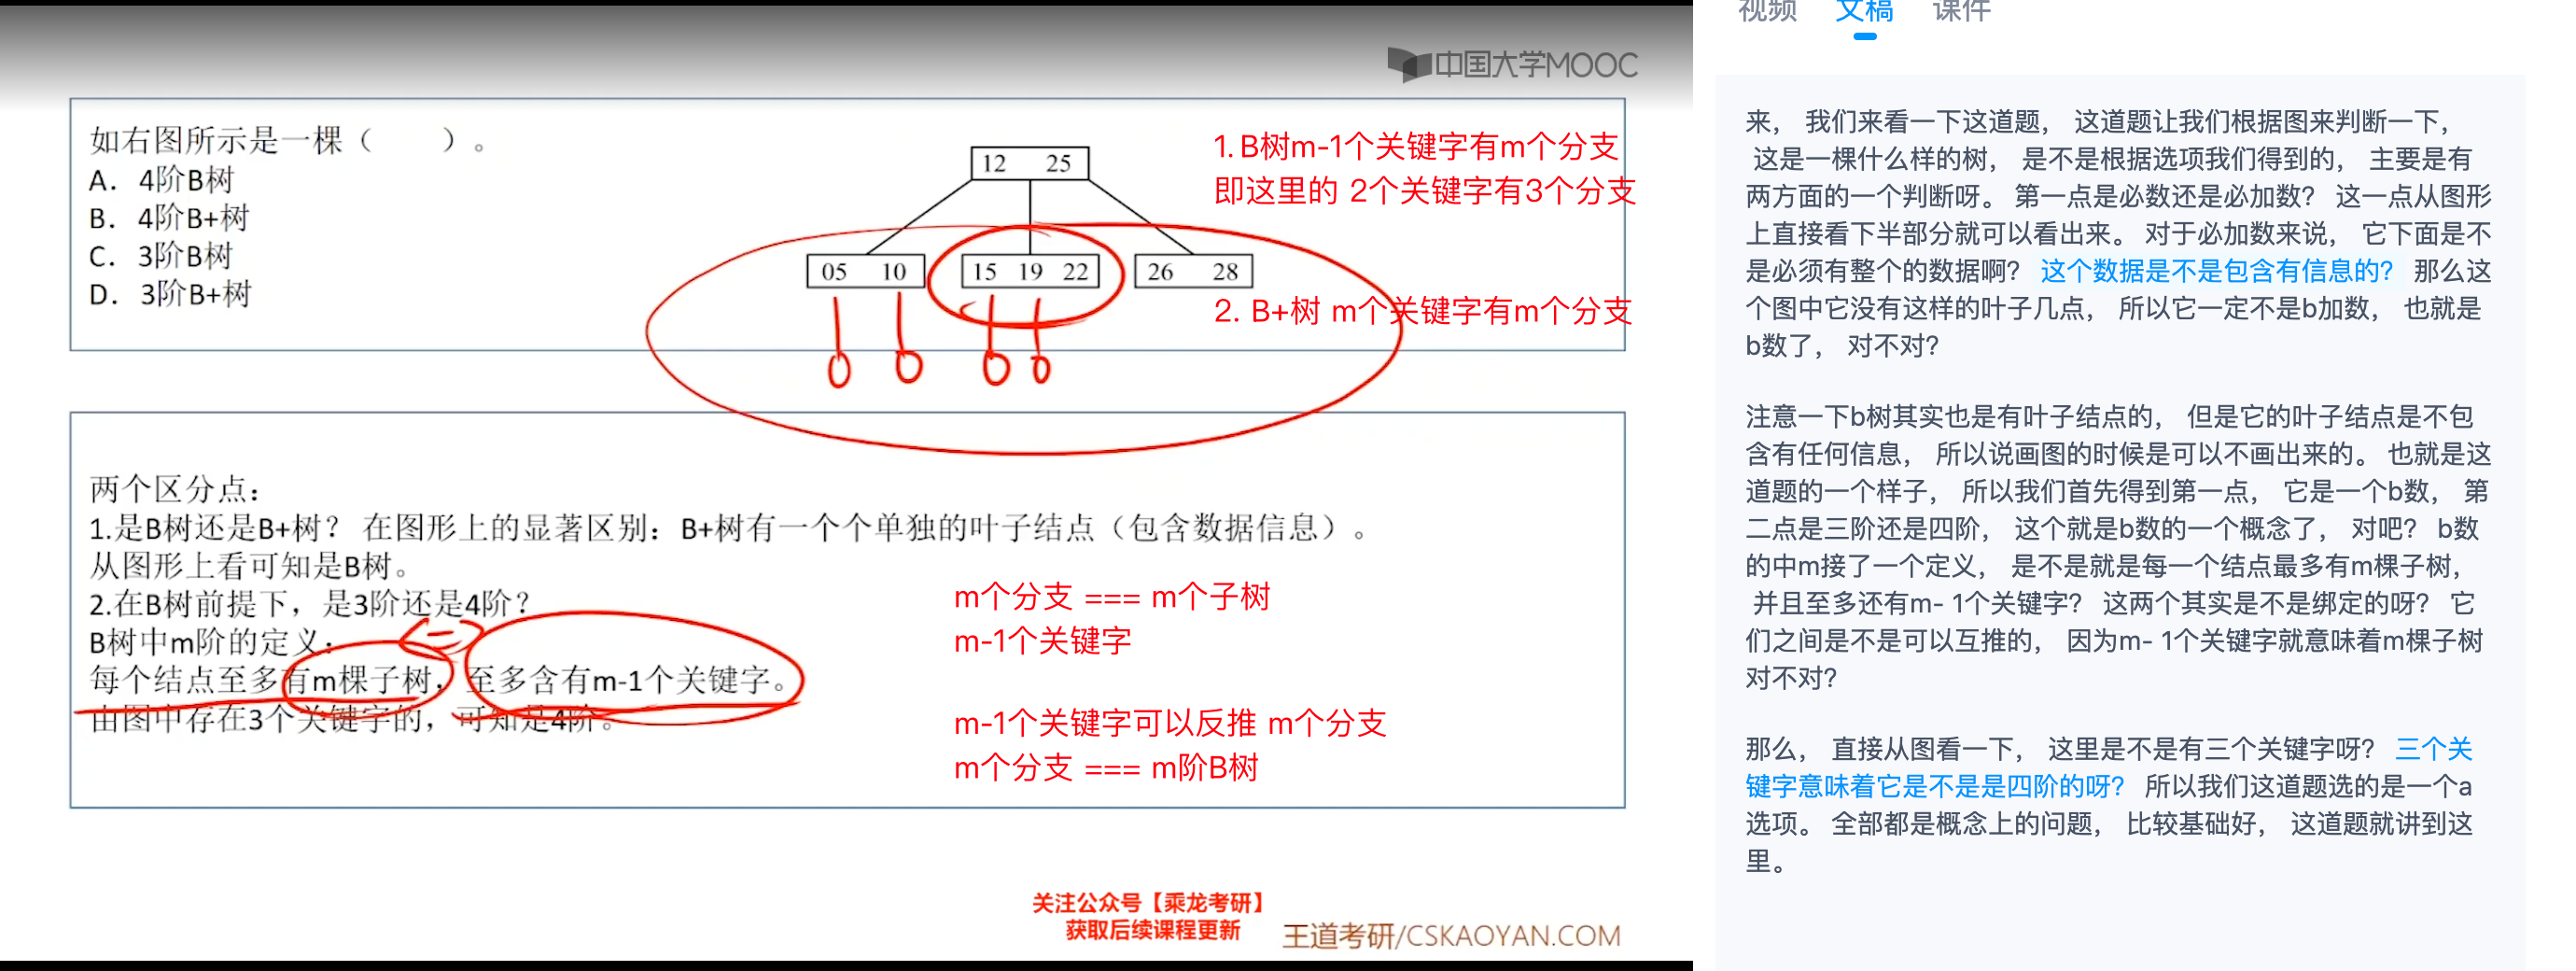 中国大学MOOC
如右图所示是一棵（　　）。
A. 4阶B树
B. 4阶B+树
C. 3阶B树
D. 3阶B+树
12 25
05 10
15 19 22
26 28
1. B树m-1个关键字有m个分支
即这里的 2个关键字有3个分支
2. B+树 m个关键字有m个分支
两个区分点：
1.是B树还是B+树？ 在图形上的显著区别：B+树有一个个单独的叶子结点（包含数据信息）。
从图形上看可知是B树。
2.在B树前提下，是3阶还是4阶？
B树中m阶的定义：
每个结点至多有m棵子树，至多含有m-1个关键字。
由图中存在3个关键字的，可知是4阶。
m个分支 === m个子树
m-1个关键字
m-1个关键字可以反推 m个分支
m个分支 === m阶B树
关注公众号【乘龙考研】
获取后续课程更新
王道考研/CSKAOYAN.COM
视频 文稿 课件
来， 我们来看一下这道题， 这道题让我们根据图来判断一下，
这是一棵什么样的树， 是不是根据选项我们得到的， 主要是有
两方面的一个判断呀。 第一点是必数还是必加数？ 这一点从图形
上直接看下半部分就可以看出来。 对于必加数来说， 它下面是不
是必须有整个的数据啊？ 这个数据是不是包含有信息的？ 那么这
个图中它没有这样的叶子几点， 所以它一定不是b加数， 也就是
b数了， 对不对？
注意一下b树其实也是有叶子结点的， 但是它的叶子结点是不包
含有任何信息， 所以说画图的时候是可以不画出来的。 也就是这
道题的一个样子， 所以我们首先得到第一点， 它是一个b数， 第
二点是三阶还是四阶， 这个就是b数的一个概念了， 对吧？ b数
的中m接了一个定义， 是不是就是每一个结点最多有m棵子树，
并且至多还有m- 1个关键字？ 这两个其实是不是绑定的呀？ 它
们之间是不是可以互推的， 因为m- 1个关键字就意味着m棵子树
对不对？
那么， 直接从图看一下， 这里是不是有三个关键字呀？ 三个关
键字意味着它是不是是四阶的呀？ 所以我们这道题选的是一个a
选项。 全部都是概念上的问题， 比较基础好， 这道题就讲到这
里。